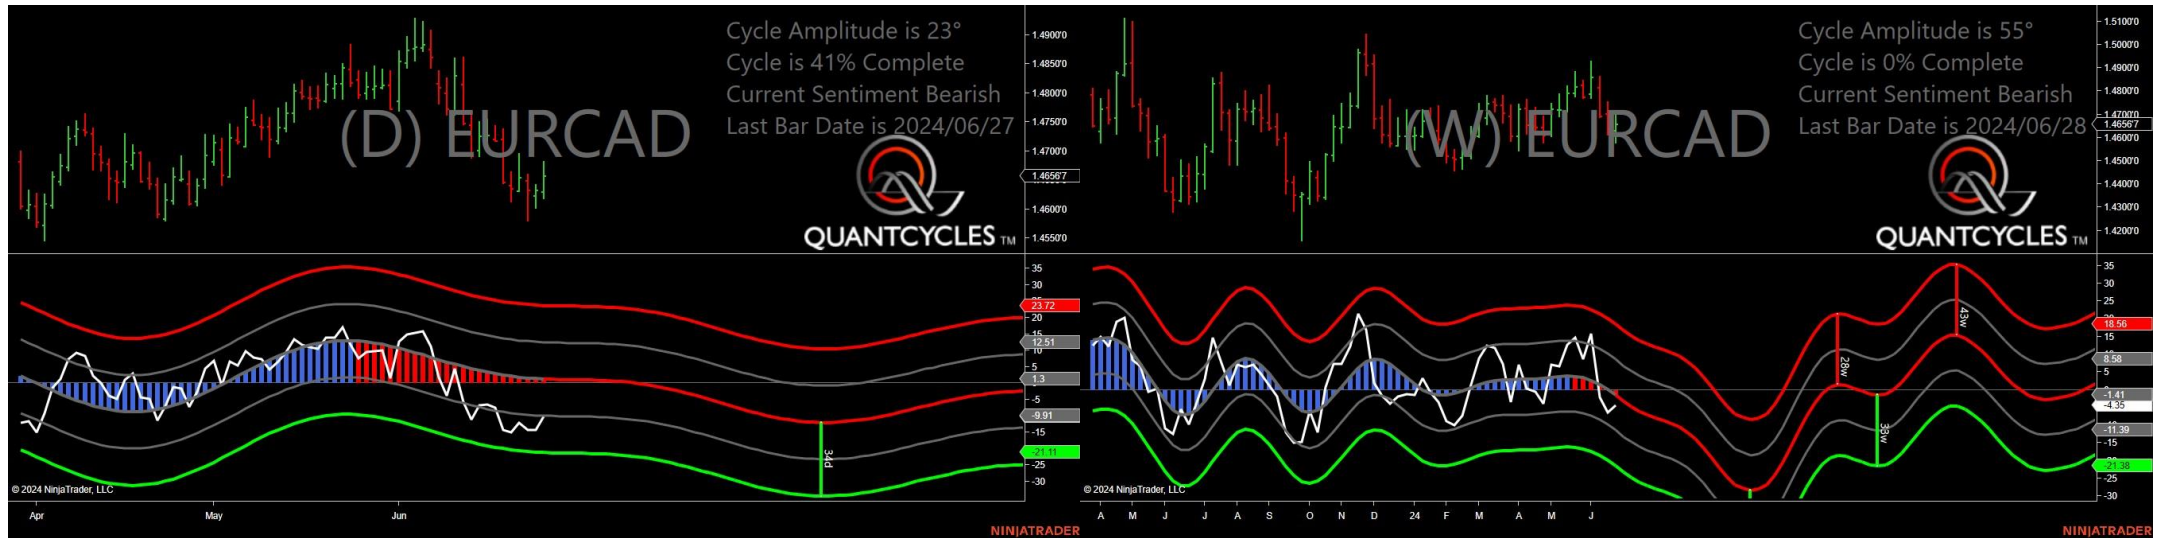 Cycle Amplitude is 23°
Cycle is 41% Complete
Current Sentiment Bearish
Last Bar Date is 2024/06/27
(D) EURCAD
QUANTCYCLES TM
1.4900'0
1.4850'0
1.4800'0
1.4750'0
1.4700'0
1.4656'7
1.4600'0
1.4550'0
35
30
23.72
20
15
12.51
10
5
1.3
-5
-9.91
-15
-21.11
-25
-30
34d
© 2024 NinjaTrader, LLC
Apr May Jun
NINJATRADER
Cycle Amplitude is 55°
Cycle is 0% Complete
Current Sentiment Bearish
Last Bar Date is 2024/06/28
(W) EURCAD
QUANTCYCLES TM
1.5100'0
1.5000'0
1.4900'0
1.4800'0
1.4700'0
1.4656'7
1.4600'0
1.4500'0
1.4400'0
1.4300'0
1.4200'0
35
30
25
18.56
15
8.58
5
-1.41
-4.35
-11.39
-15
-21.38
-25
-30
28w
33w
43w
© 2024 NinjaTrader, LLC
A M J J A S O N D 24 F M A M J
NINJATRADER